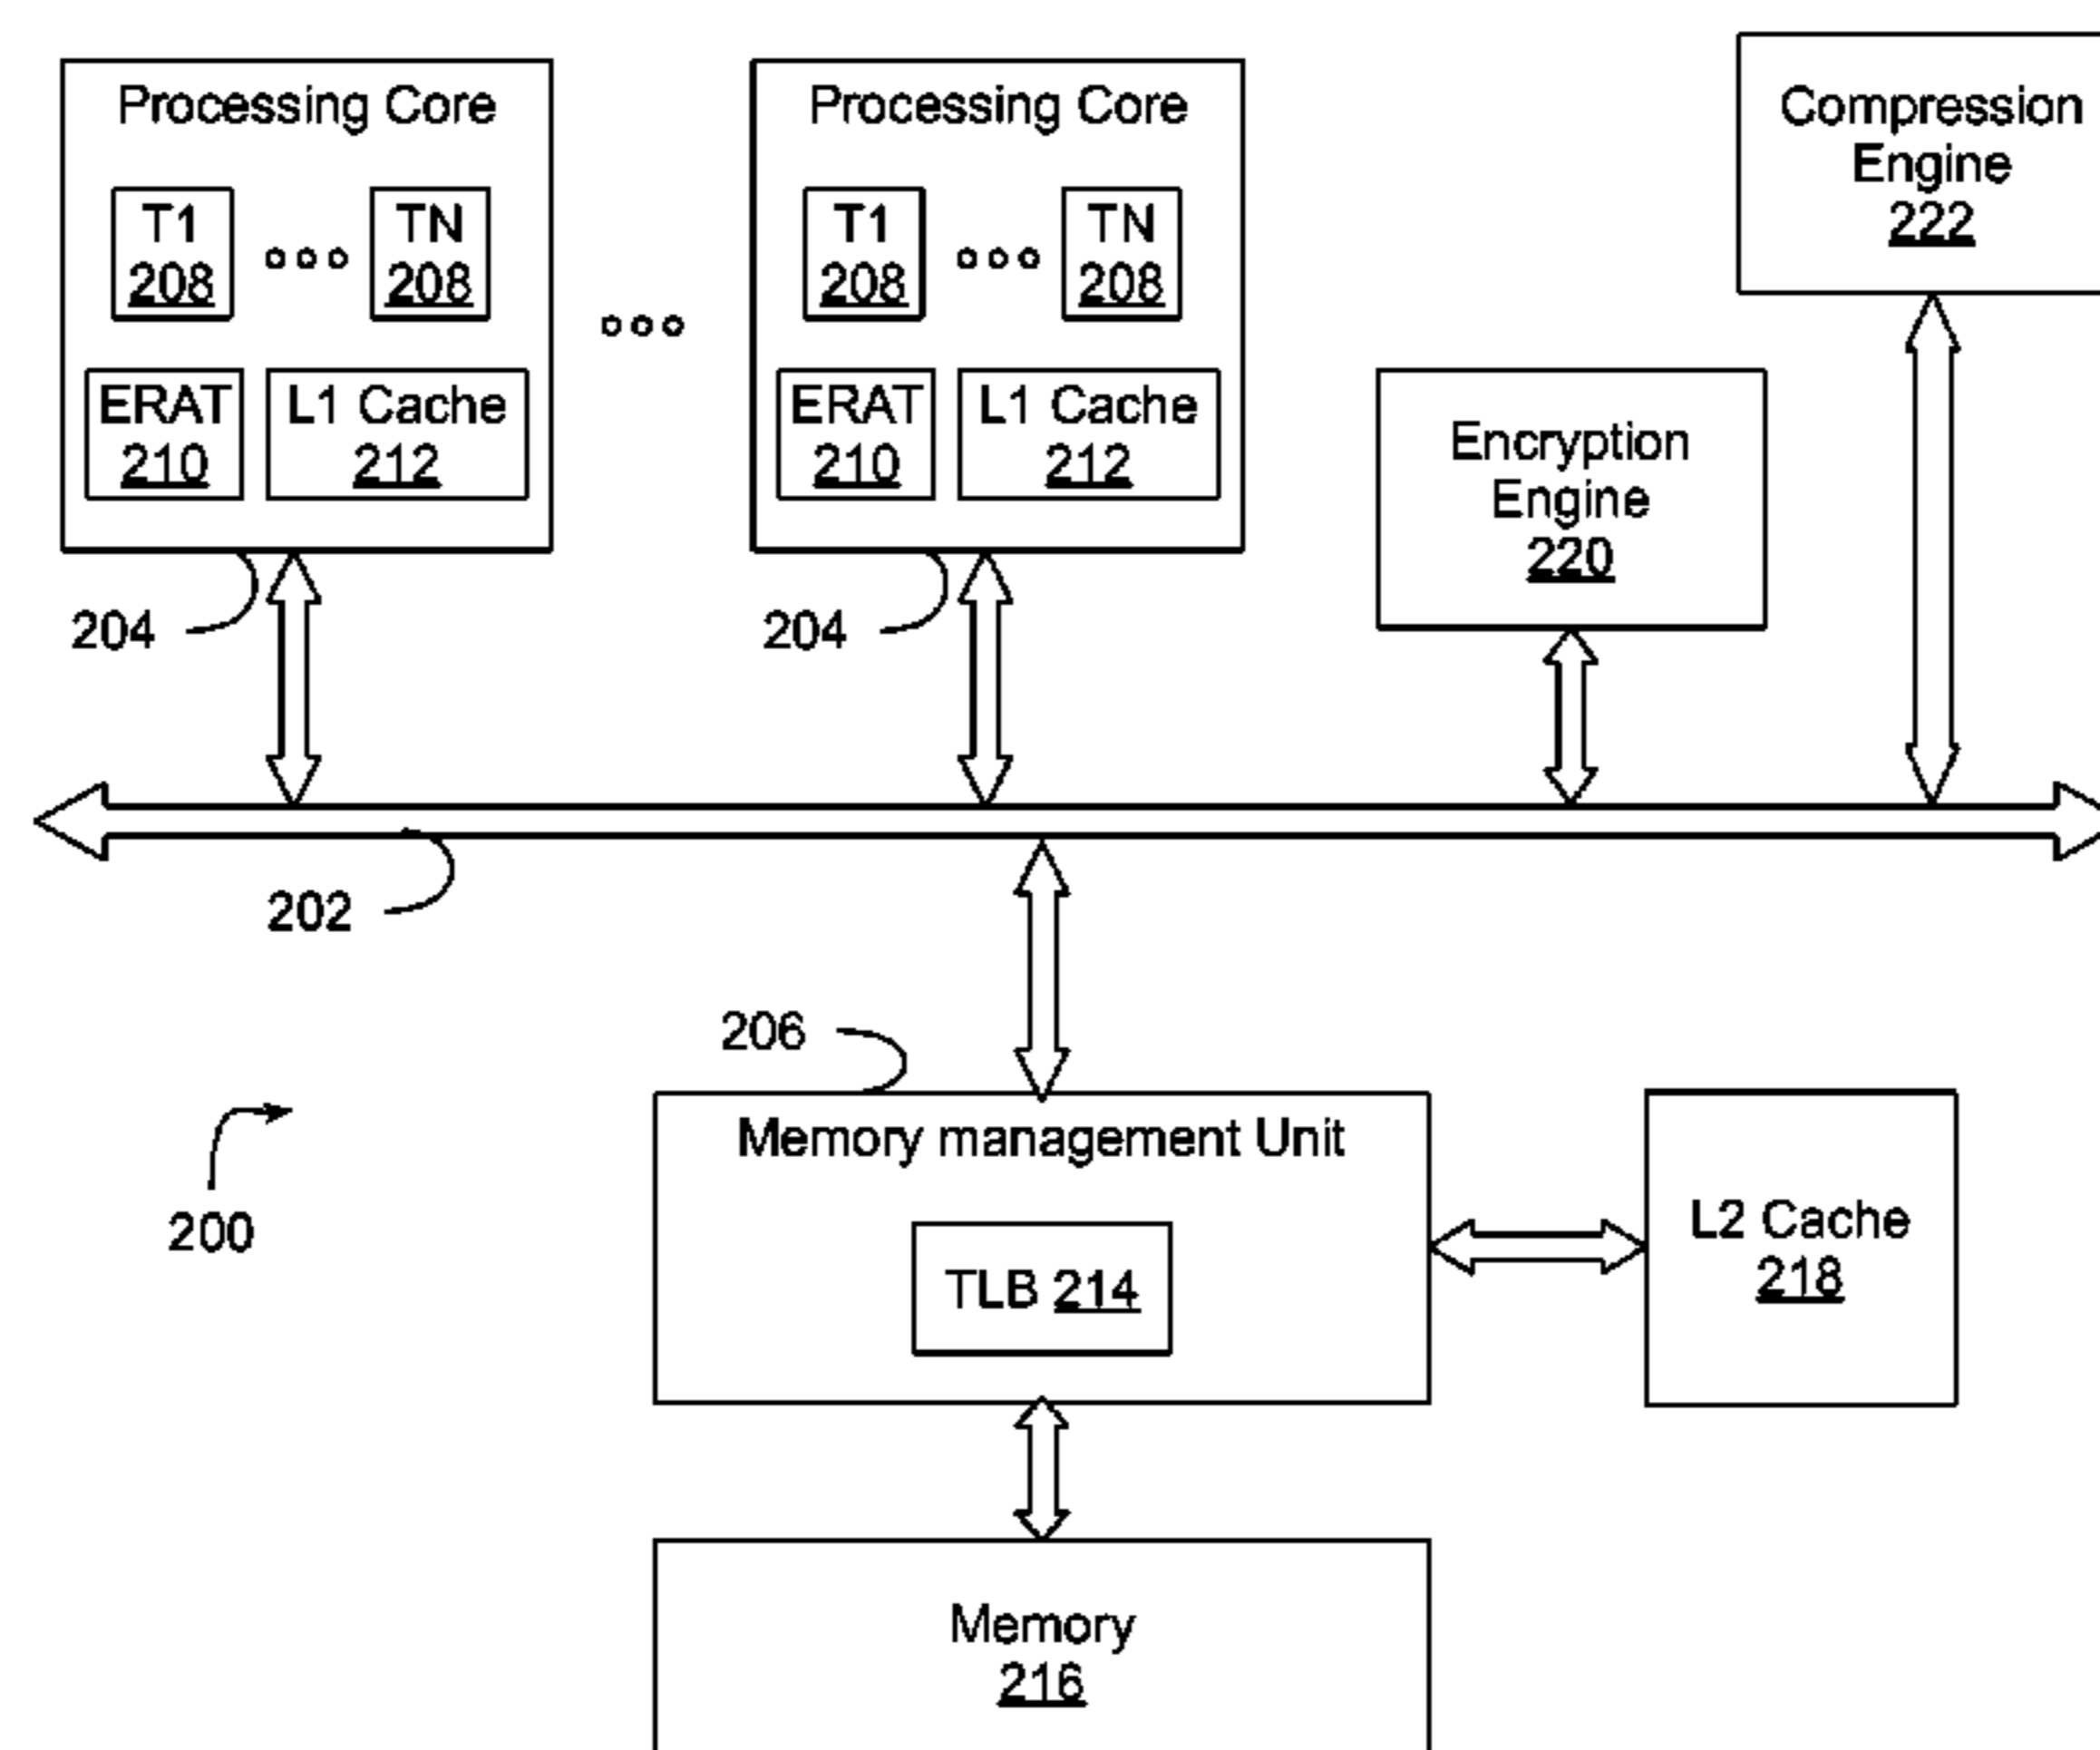 Processing Core
T1
208
TN
208
ERAT
210
L1 Cache
212
204
Processing Core
T1
208
TN
208
ERAT
210
L1 Cache
212
204
Encryption
Engine
220
Compression
Engine
222
202
206
Memory management Unit
TLB 214
L2 Cache
218
200
Memory
216